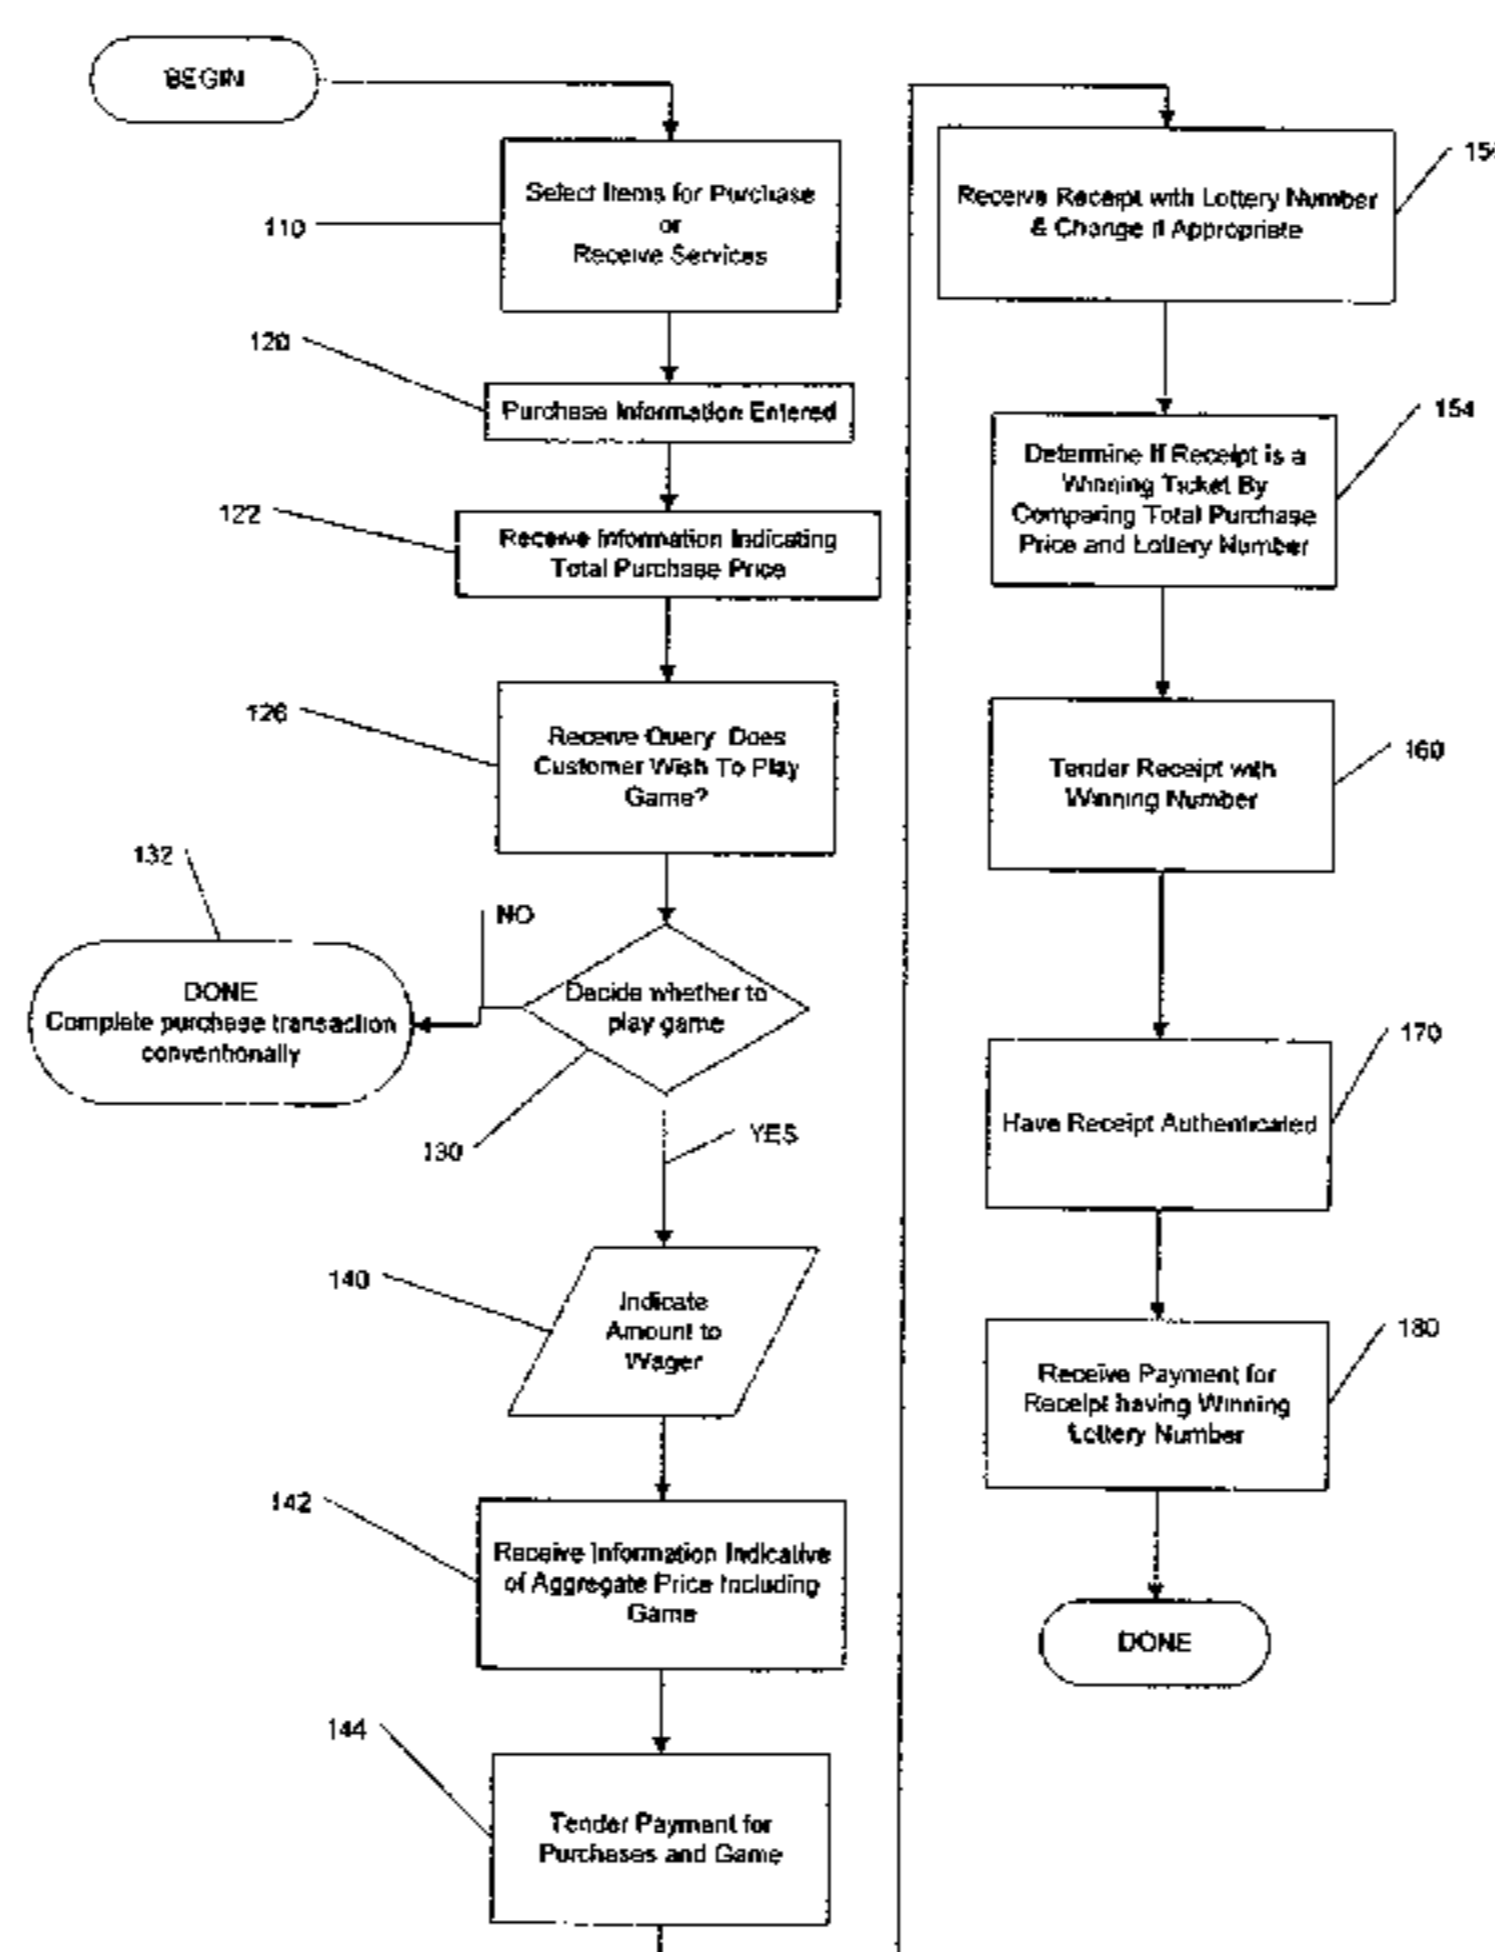 BEGIN
Select Items for Purchase
or
Receive Services
110
120
Purchase Information Entered
122
Receive Information Indicating
Total Purchase Price
126
Receive Query Does
Customer Wish To Play
Game?
132
NO
DONE
Complete purchase transaction
conventionally
Decide whether to
play game
130
YES
140
Indicate
Amount to
Wager
142
Receive Information Indicative
of Aggregate Price Including
Game
144
Tender Payment for
Purchases and Game
Receive Receipt with Lottery Number
& Change if Appropriate
154
Determine If Receipt is a
Winning Ticket By
Comparing Total Purchase
Price and Lottery Number
160
Tender Receipt with
Winning Number
170
Have Receipt Authenticated
180
Receive Payment for
Receipt having Winning
Lottery Number
DONE